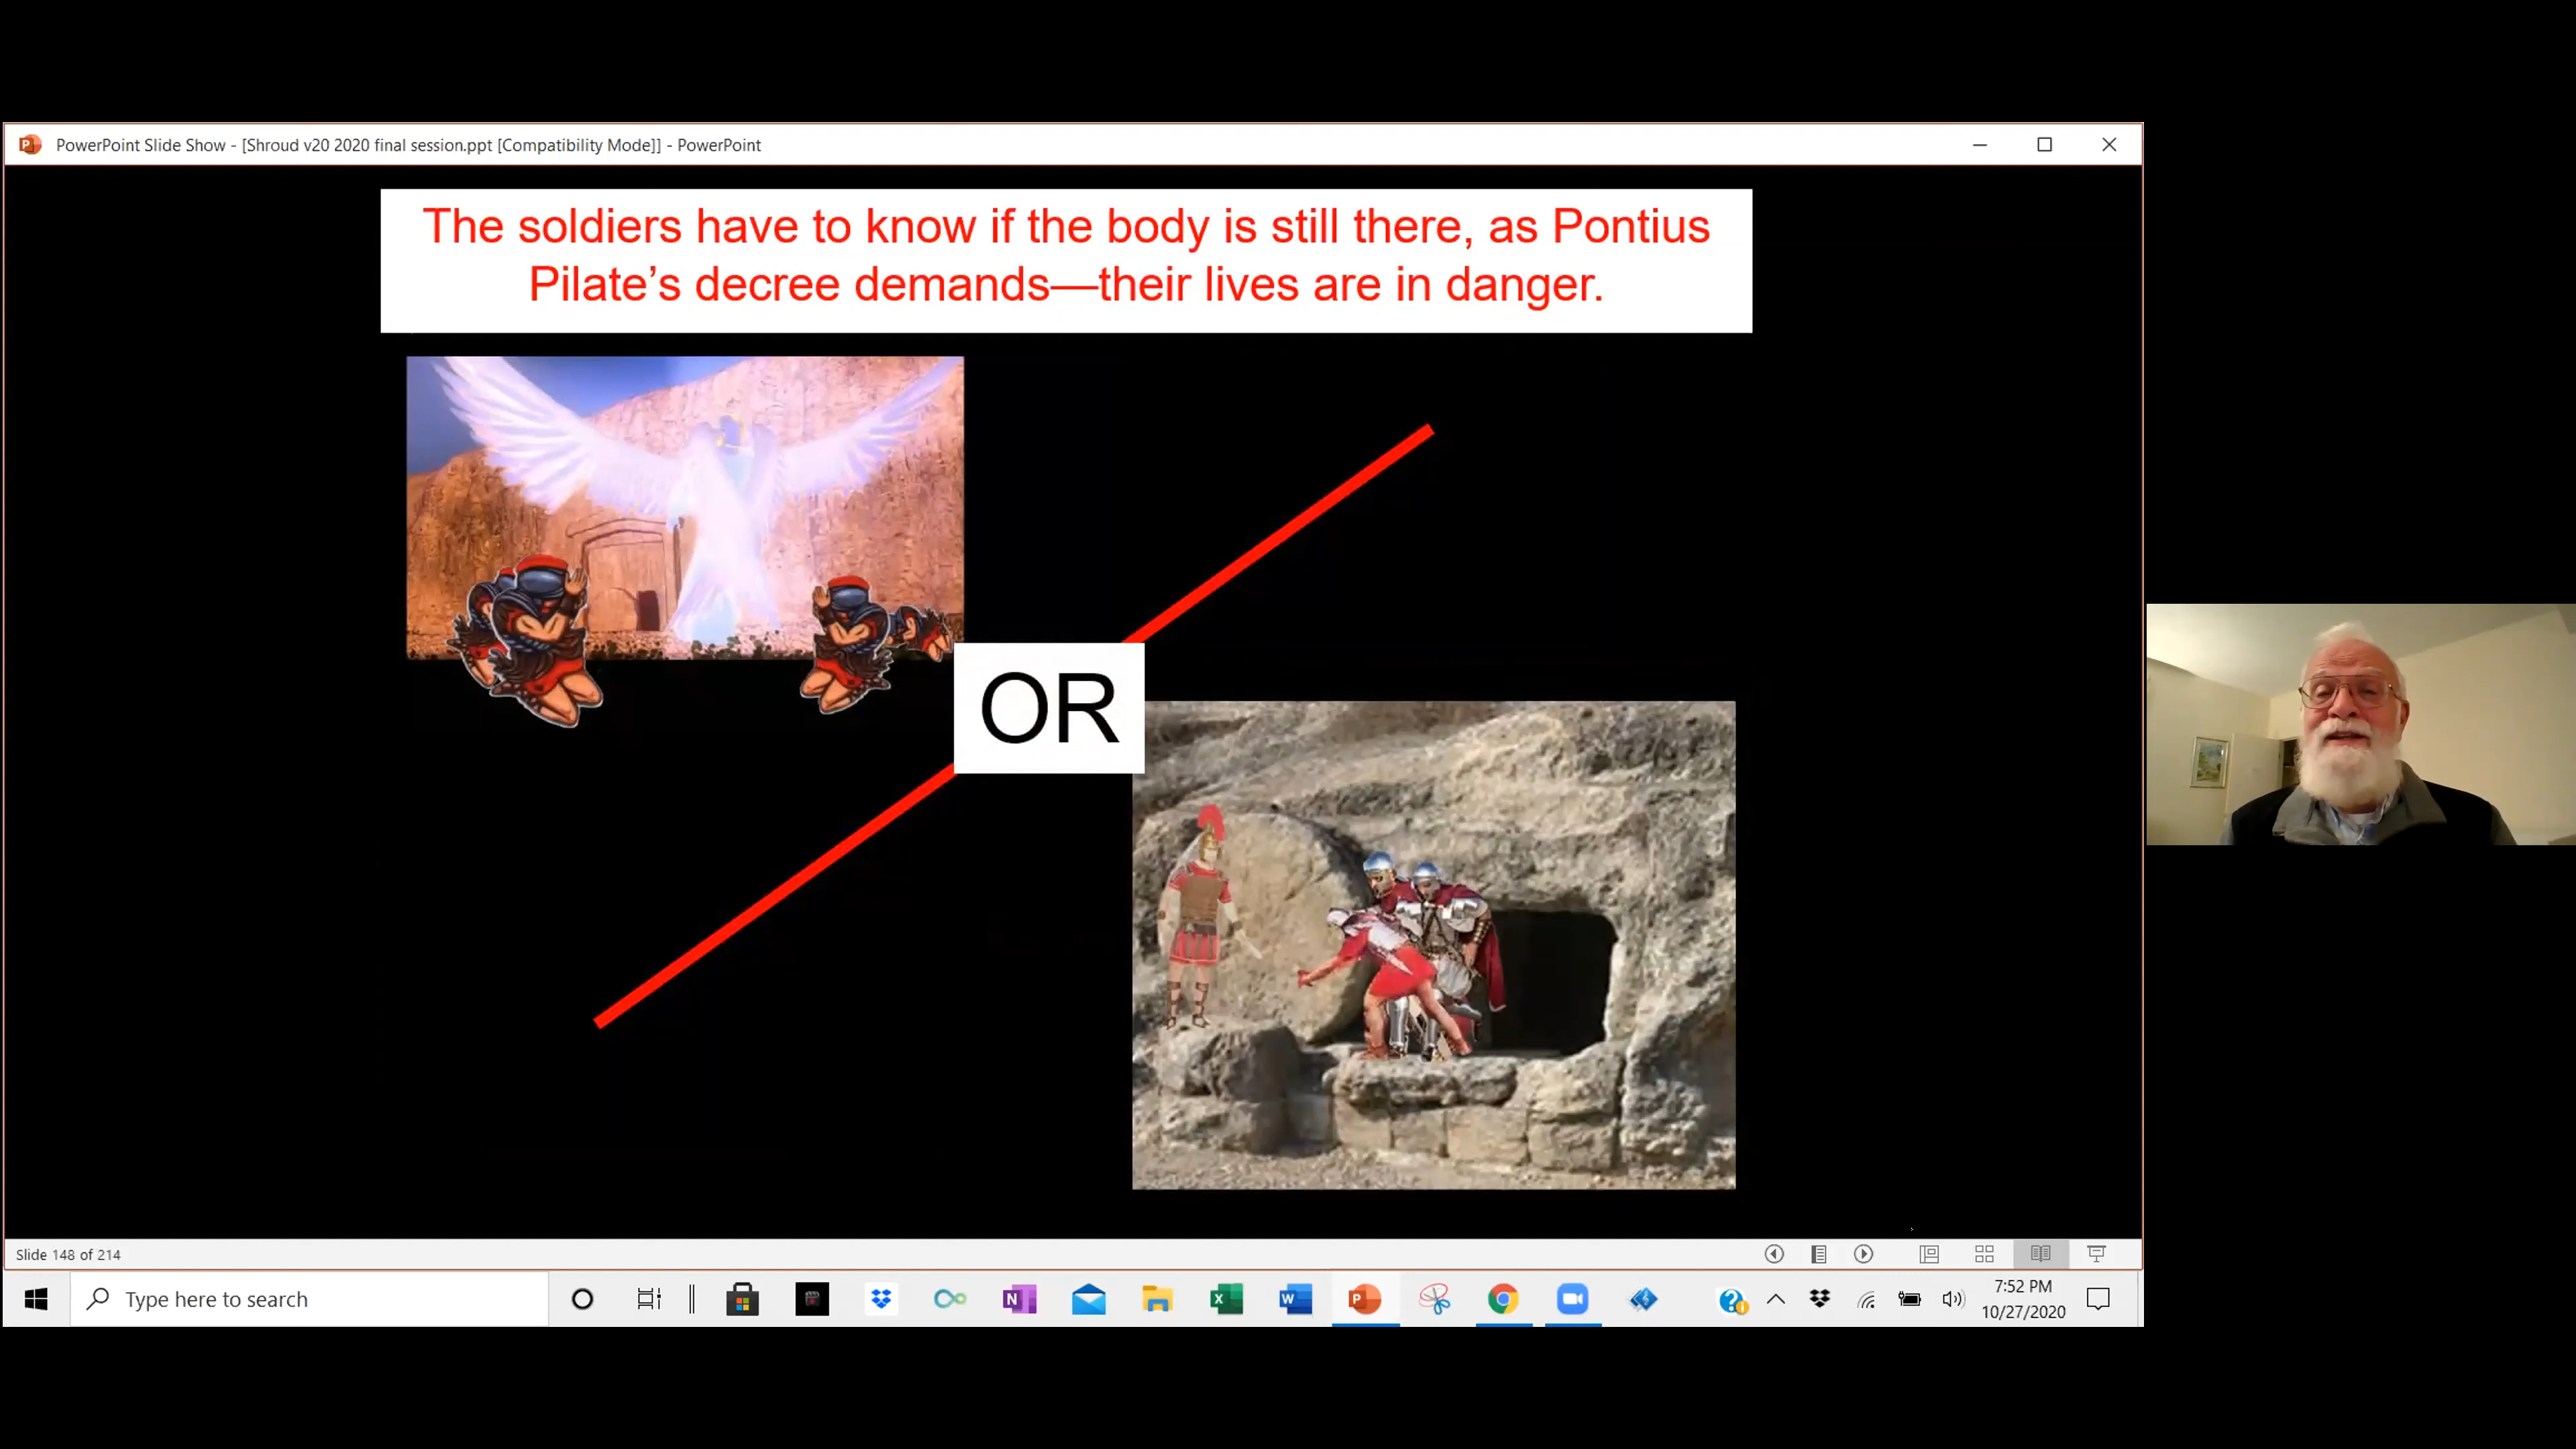 PowerPoint Slide Show - [Shroud v20 2020 final session.ppt [Compatibility Mode]] - PowerPoint
The soldiers have to know if the body is still there, as Pontius
Pilate’s decree demands—their lives are in danger.
OR
Slide 148 of 214
Type here to search
7:52 PM
10/27/2020